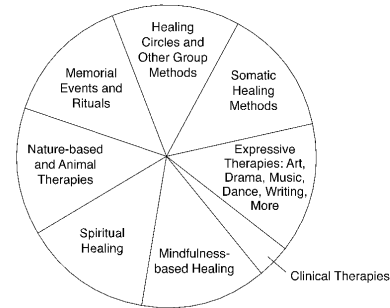 Healing
Circles and
Other Group
Methods
Somatic
Healing
Methods
Expressive
Therapies: Art,
Drama, Music,
Dance, Writing,
More
Clinical Therapies
Mindfulness-
based Healing
Spiritual
Healing
Nature-based
and Animal
Therapies
Memorial
Events and
Rituals